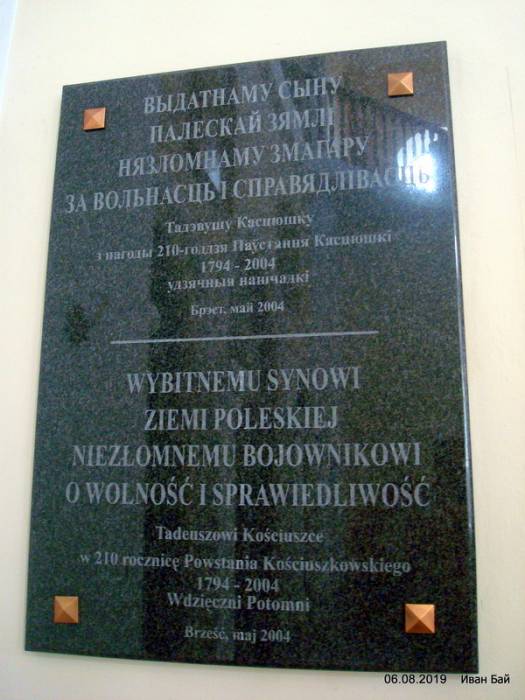 ВЫДАТНАМУ СЫНУ
ПАЛЕСКАЙ ЗЯМЛІ
НЯЗЛОМНАМУ ЗМАГАРУ
ЗА ВОЛЬНАСЦЬ І СПРАВЯДЛІВАСЦЬ
Тадэвушу Касцюшку
з нагоды 210-годдзя Паўстання Касцюшкі
1794 - 2004
удзячныя нашчадкі
Брэст, май 2004
WYBITNEMU SYNOWI
ZIEMI POLESKIEJ
NIEZŁOMNEMU BOJOWNIKOWI
O WOLNOŚĆ I SPRAWIEDLIWOŚĆ
Tadeuszowi Kościuszce
w 210 rocznicę Powstania Kościuszkowskiego
1794 - 2004
Wdzięczni Potomni
Brześć, maj 2004
06.08.2019 Иван Бай